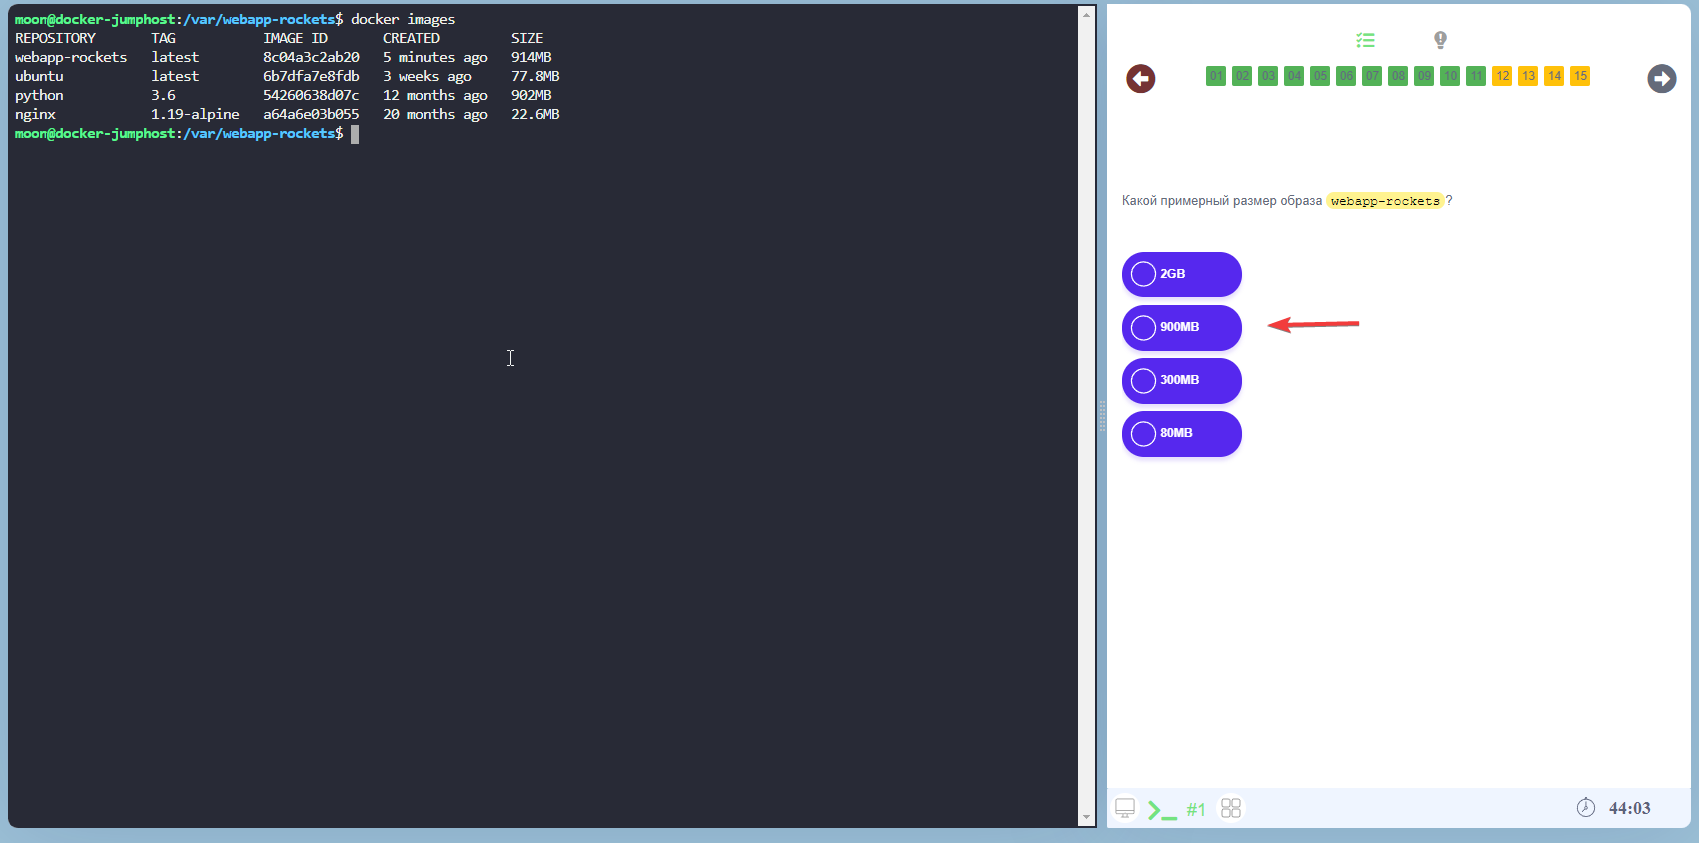 moon@docker-jumphost:/var/webapp-rockets$ docker images
REPOSITORY TAG IMAGE ID CREATED SIZE
webapp-rockets latest 8c04a3c2ab20 5 minutes ago 914MB
ubuntu latest 6b7dfa7e8fdb 3 weeks ago 77.8MB
python 3.6 54260638d07c 12 months ago 902MB
nginx 1.19-alpine a64a6e03b055 20 months ago 22.6MB
moon@docker-jumphost:/var/webapp-rockets$
01 02 03 04 05 06 07 08 09 10 11 12 13 14 15
Какой примерный размер образа webapp-rockets?
2GB
900MB
300MB
80MB
#1
44:03